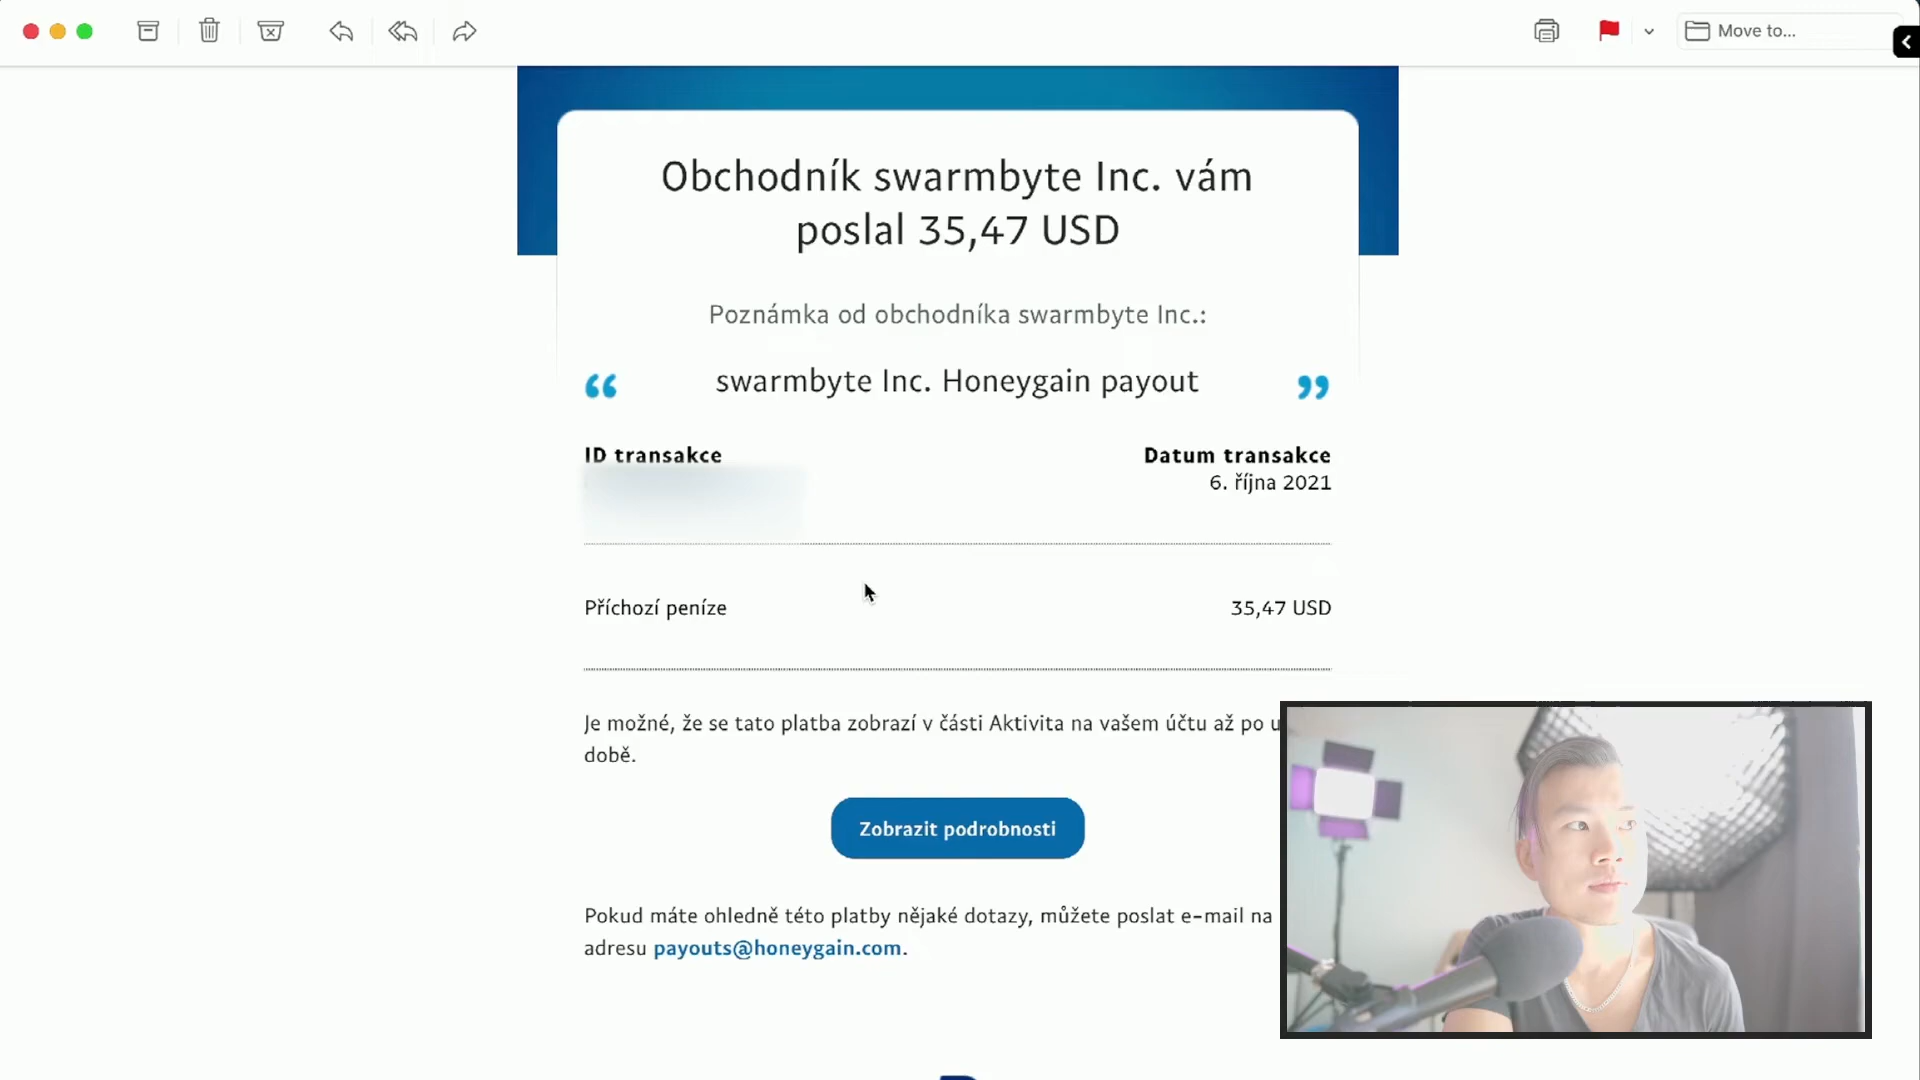 Move to...
Obchodník swarmbyte Inc. vám
poslal 35,47 USD
Poznámka od obchodníka swarmbyte Inc.:
“ swarmbyte Inc. Honeygain payout ”
ID transakce
Datum transakce
6. října 2021
Příchozí peníze 35,47 USD
Je možné, že se tato platba zobrazí v části Aktivita na vašem účtu až po
době.
Zobrazit podrobnosti
Pokud máte ohledně této platby nějaké dotazy, můžete poslat e-mail na
adresu payouts@honeygain.com.